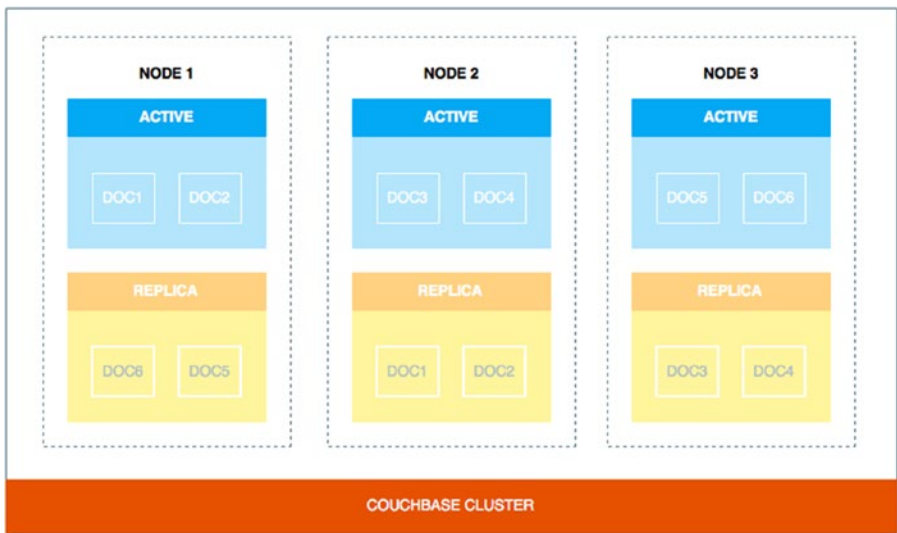 NODE 1
ACTIVE
DOC1 DOC2
REPLICA
DOC6 DOC5
NODE 2
ACTIVE
DOC3 DOC4
REPLICA
DOC1 DOC2
NODE 3
ACTIVE
DOC5 DOC6
REPLICA
DOC3 DOC4
COUCHBASE CLUSTER